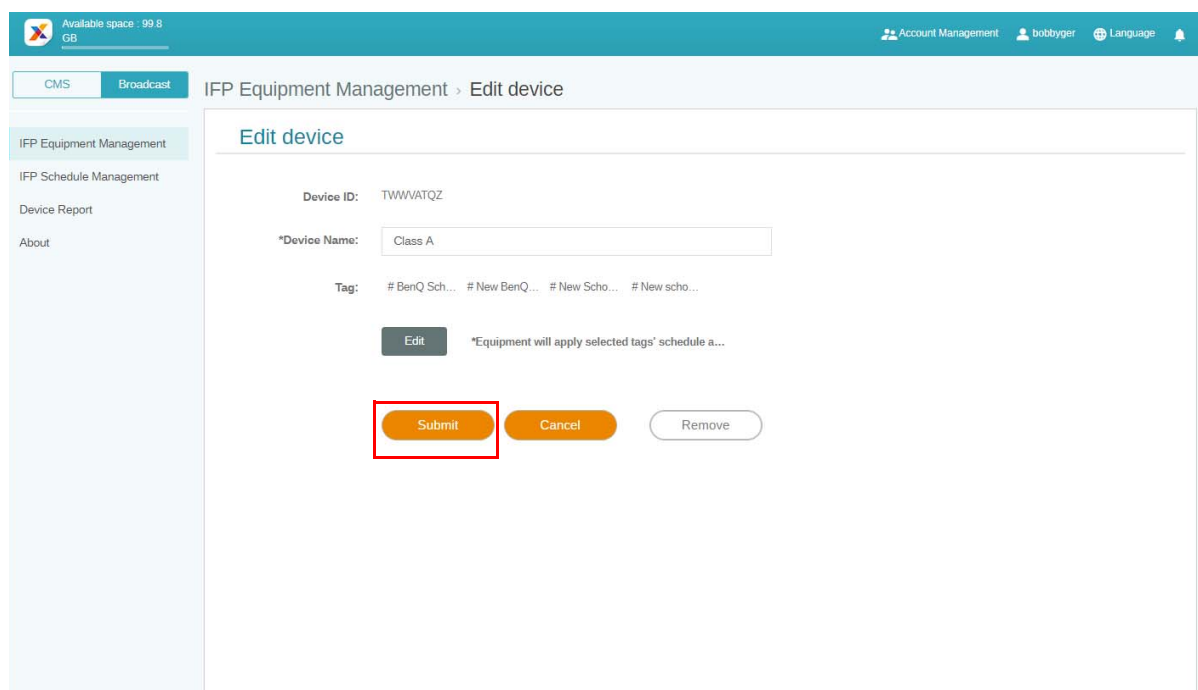 Available space : 99.8
GB
Account Management bobbyger Language
CMS Broadcast
IFP Equipment Management › Edit device
IFP Equipment Management
IFP Schedule Management
Device Report
About
Edit device
Device ID: TWWVATQZ
*Device Name: Class A
Tag: # BenQ Sch... # New BenQ... # New Scho... # New scho...
Edit *Equipment will apply selected tags' schedule a...
Submit Cancel Remove